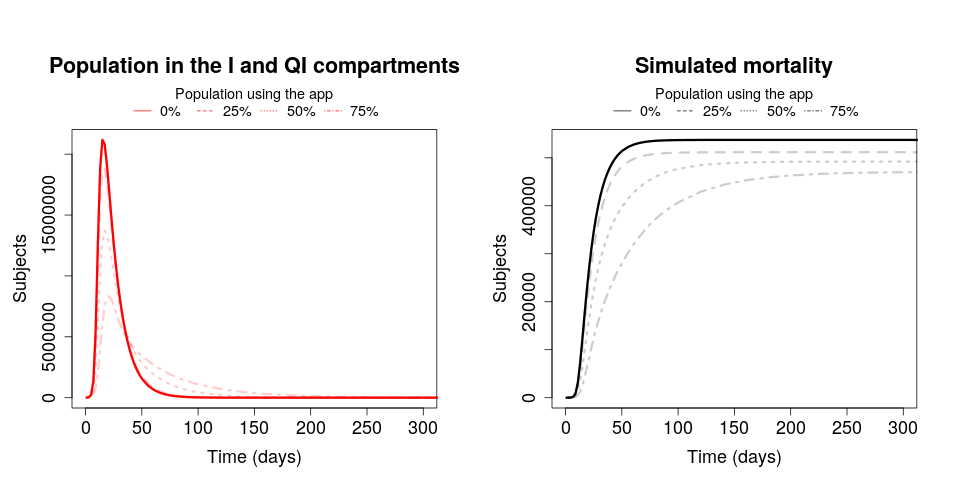 Population in the I and QI compartments
Population using the app
0% 25% 50% 75%
Subjects
0 5000000 15000000
0 50 100 150 200 250 300
Time (days)
Simulated mortality
Population using the app
0% 25% 50% 75%
Subjects
0 200000 400000
0 50 100 150 200 250 300
Time (days)